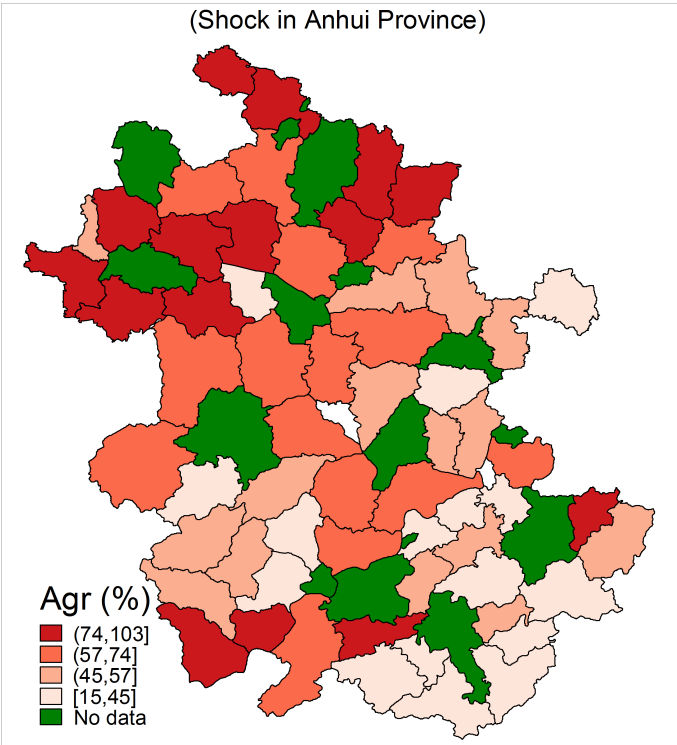 (Shock in Anhui Province)
Agr (%)
(74,103]
(57,74]
(45,57]
[15,45]
No data